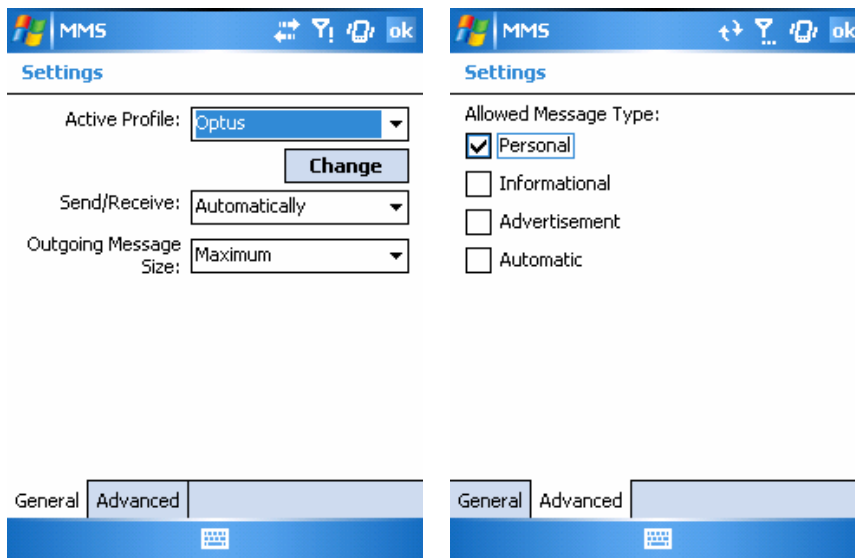 MMS ok
Settings
Active Profile: Optus
Change
Send/Receive: Automatically
Outgoing Message
Size: Maximum
General Advanced
MMS ok
Settings
Allowed Message Type:
Personal
Informational
Advertisement
Automatic
General Advanced